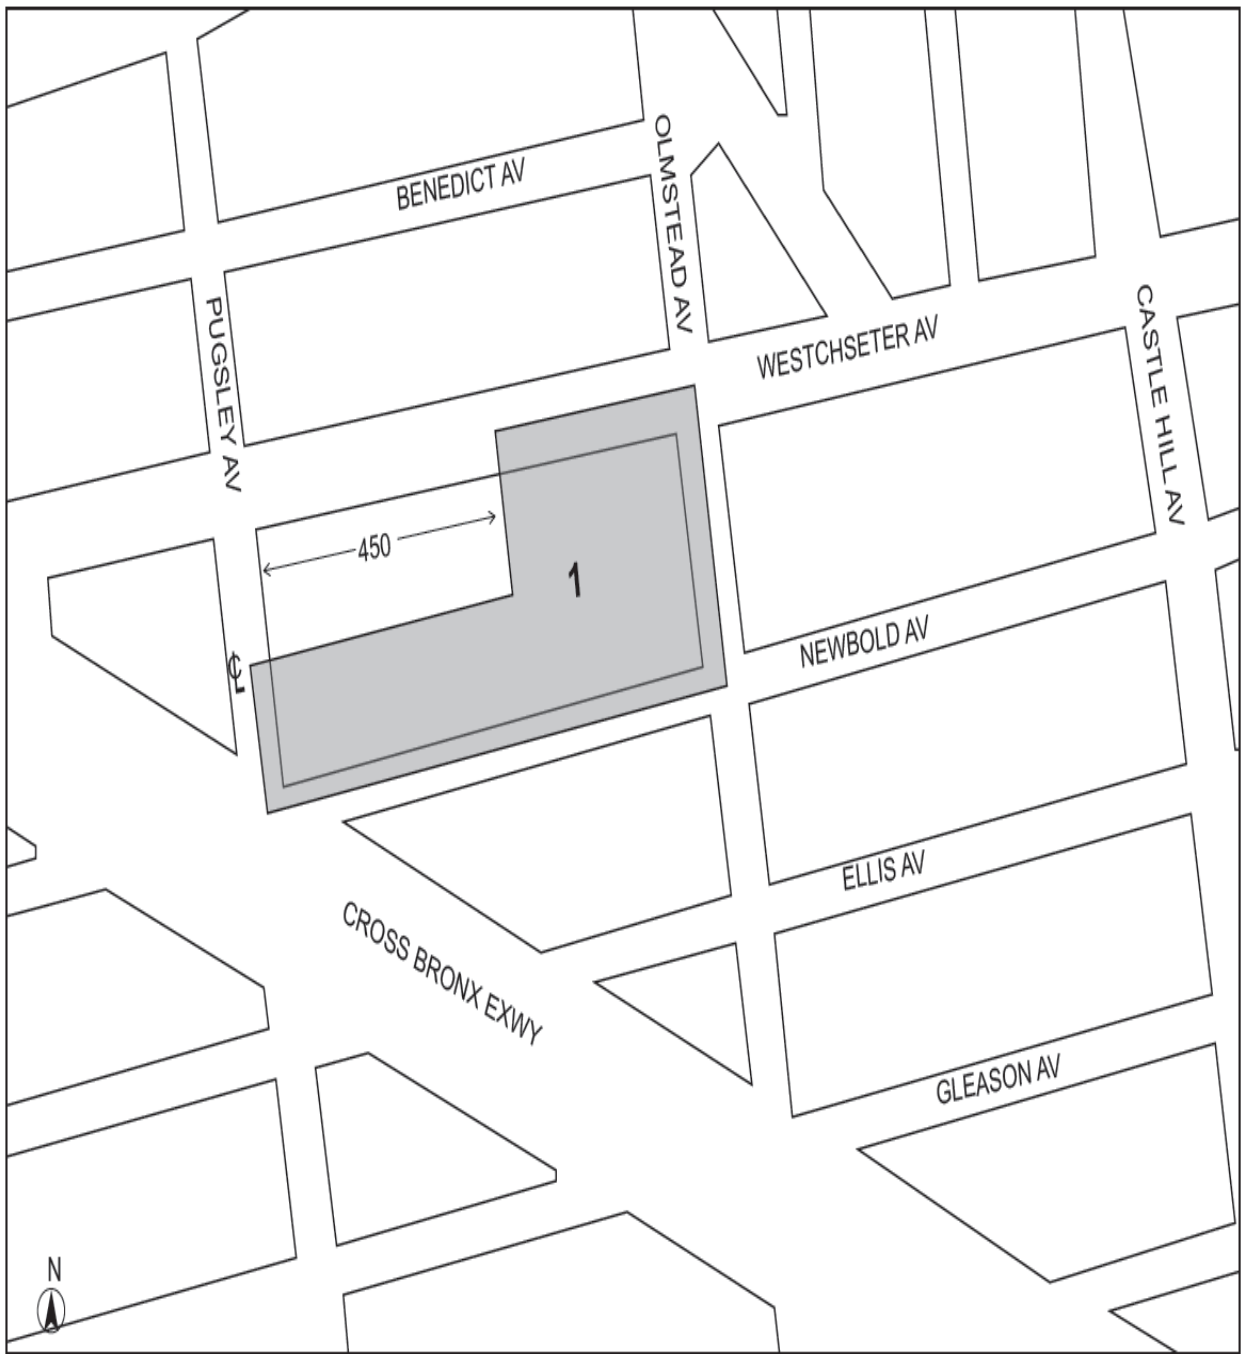 BENEDICT AV
OLMSTEAD AV
PUGSLEY AV
WESTCHSETER AV
CASTLE HILL AV
450
1
NEWBOLD AV
℄
ELLIS AV
CROSS BRONX EXWY
GLEASON AV
N